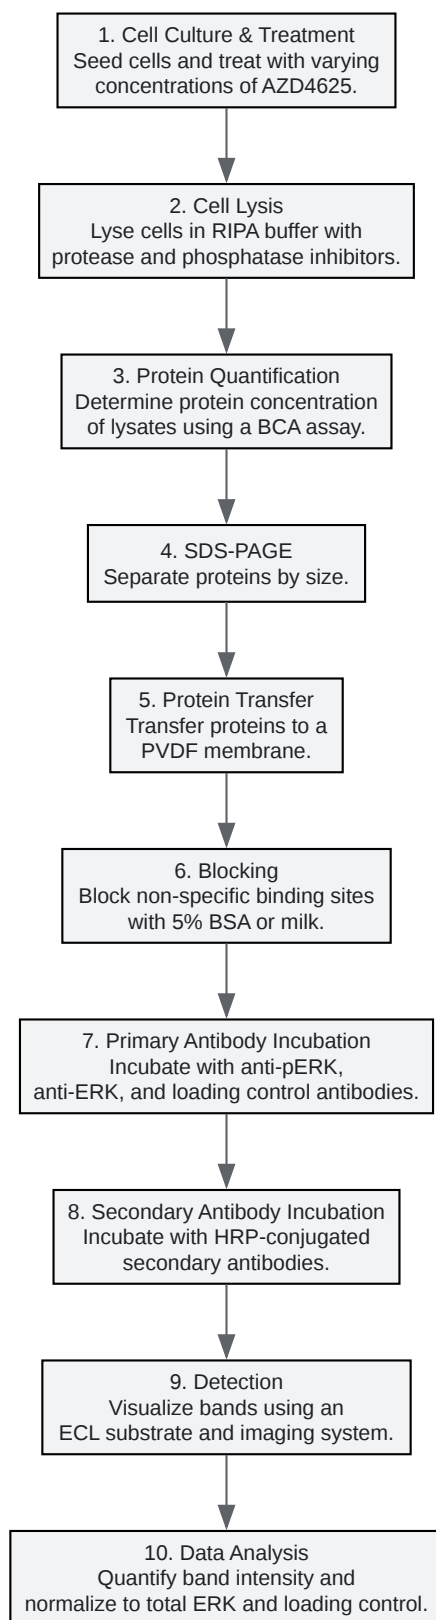 1. Cell Culture & Treatment
Seed cells and treat with varying
concentrations of AZD4625.
2. Cell Lysis
Lyse cells in RIPA buffer with
protease and phosphatase inhibitors.
3. Protein Quantification
Determine protein concentration
of lysates using a BCA assay.
4. SDS-PAGE
Separate proteins by size.
5. Protein Transfer
Transfer proteins to a
PVDF membrane.
6. Blocking
Block non-specific binding sites
with 5% BSA or milk.
7. Primary Antibody Incubation
Incubate with anti-pERK,
anti-ERK, and loading control antibodies.
8. Secondary Antibody Incubation
Incubate with HRP-conjugated
secondary antibodies.
9. Detection
Visualize bands using an
ECL substrate and imaging system.
10. Data Analysis
Quantify band intensity and
normalize to total ERK and loading control.